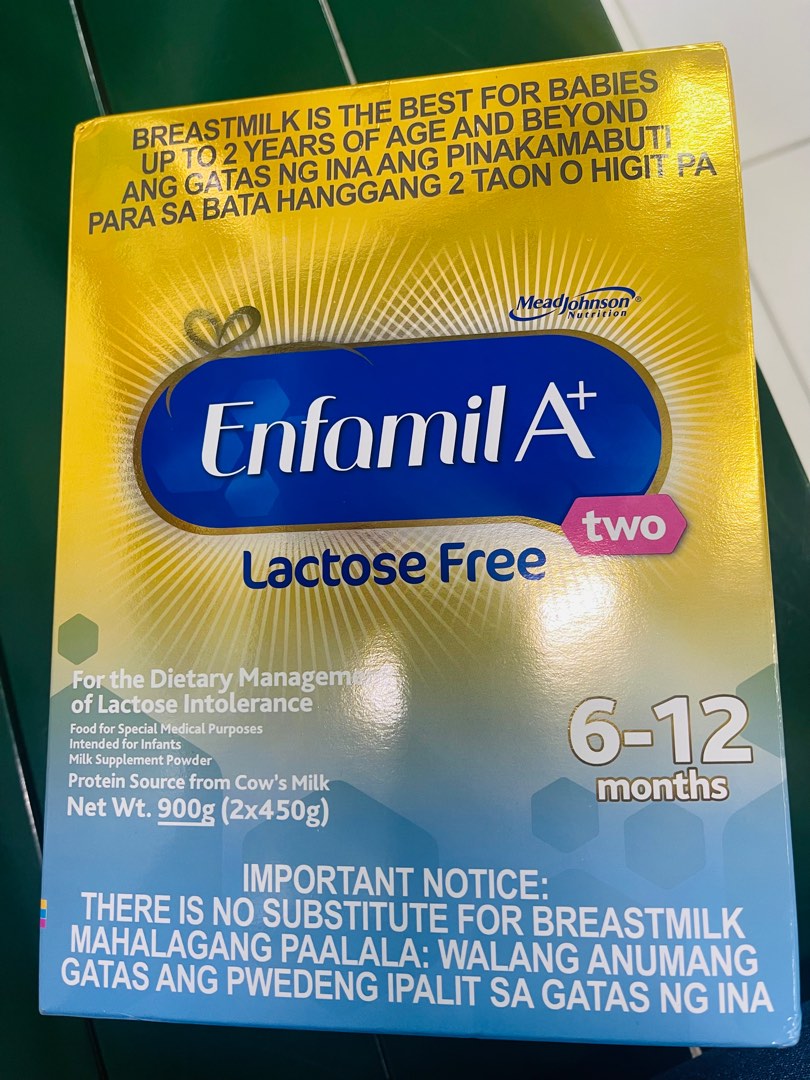 BREASTMILK IS THE BEST FOR BABIES
UP TO 2 YEARS OF AGE AND BEYOND
ANG GATAS NG INA ANG PINAKAMABUTI
PARA SA BATA HANGGANG 2 TAON O HIGIT PA
MeadJohnson®
Nutrition
Enfamil A+
two
Lactose Free
For the Dietary Managem
of Lactose Intolerance
Food for Special Medical Purposes
Intended for Infants
Milk Supplement Powder
Protein Source from Cow's Milk
Net Wt. 900g (2x450g)
6-12
months
IMPORTANT NOTICE:
THERE IS NO SUBSTITUTE FOR BREASTMILK
MAHALAGANG PAALALA: WALANG ANUMANG
GATAS ANG PWEDENG IPALIT SA GATAS NG INA